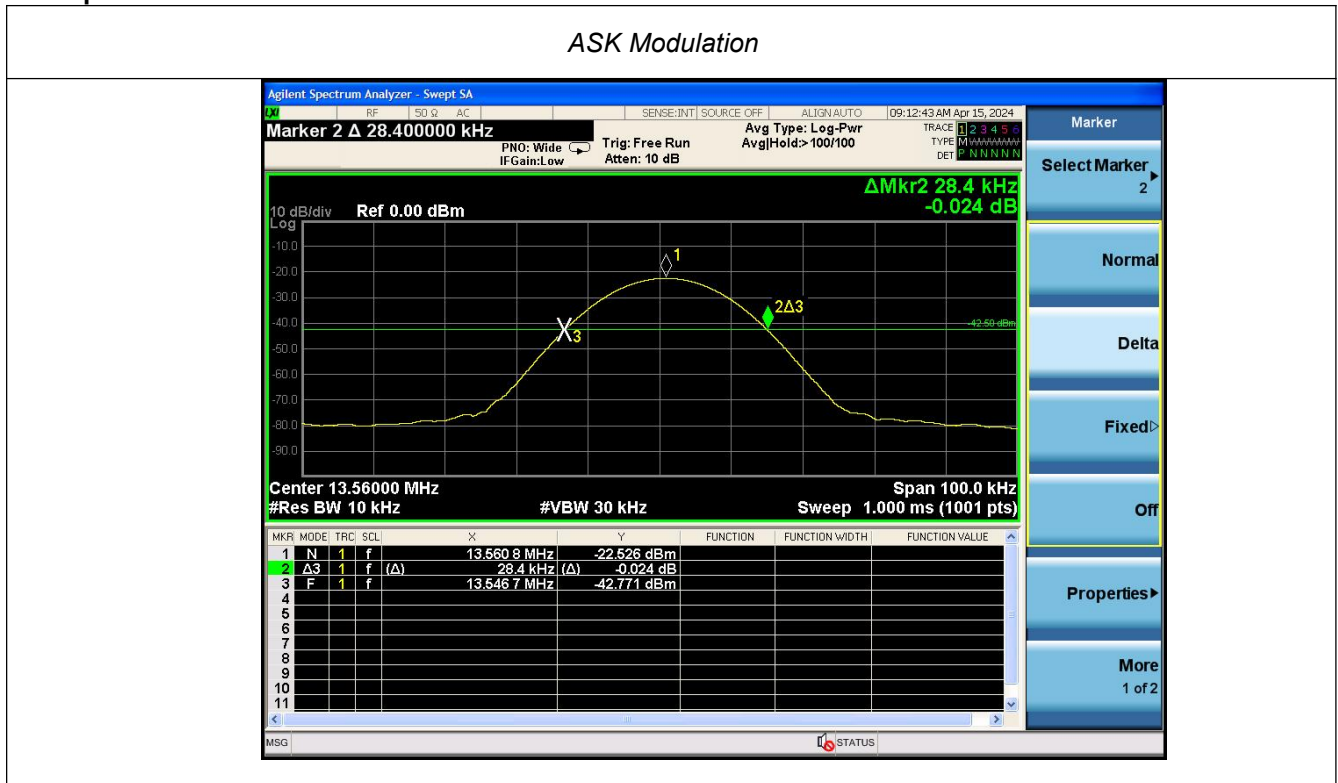 ASK Modulation
Agilent Spectrum Analyzer - Swept SA
LXI RF 50 Ω AC SENSE:INT SOURCE OFF ALIGN AUTO 09:12:43 AM Apr 15, 2024
Marker 2 Δ 28.400000 kHz
PNO: Wide
IFGain:Low
Trig: Free Run
Atten: 10 dB
Avg Type: Log-Pwr
Avg|Hold:> 100/100
TRACE 1 2 3 4 5 6
TYPE M
DET P N N N N N
ΔMkr2 28.4 kHz
-0.024 dB
10 dB/div Ref 0.00 dBm
Log
-10.0
-20.0
-30.0
-40.0
-50.0
-60.0
-70.0
-80.0
-90.0
1
2Δ3
3
-42.50 dBm
Center 13.56000 MHz Span 100.0 kHz
#Res BW 10 kHz #VBW 30 kHz Sweep 1.000 ms (1001 pts)
MKR MODE TRC SCL X Y FUNCTION FUNCTION WIDTH FUNCTION VALUE
1 N 1 f 13.560 8 MHz -22.526 dBm
2 Δ3 1 f (Δ) 28.4 kHz (Δ) -0.024 dB
3 F 1 f 13.546 7 MHz -42.771 dBm
4
5
6
7
8
9
10
11
MSG STATUS
Marker
Select Marker
2
Normal
Delta
Fixed
Off
Properties
More
1 of 2